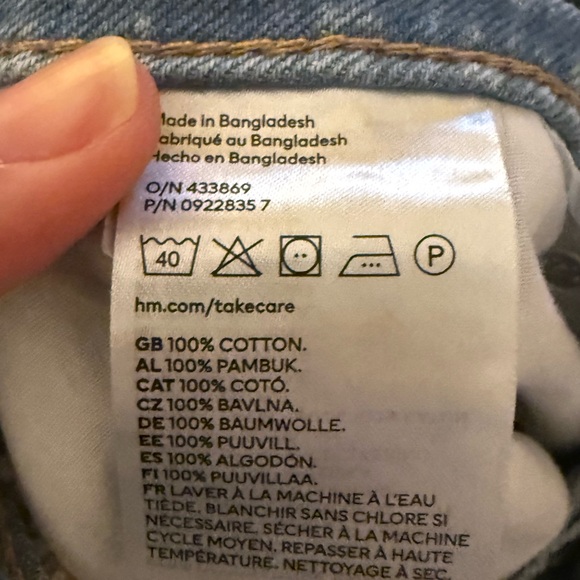 Made in Bangladesh
Fabriqué au Bangladesh
Hecho en Bangladesh
O/N 433869
P/N 0922835 7
40 P
hm.com/takecare
GB 100% COTTON.
AL 100% PAMBUK.
CAT 100% COTÓ.
CZ 100% BAVLNA.
DE 100% BAUMWOLLE.
EE 100% PUUVILL.
ES 100% ALGODÓN.
FI 100% PUUVILLAA.
FR LAVER À LA MACHINE À L'EAU
TIÈDE, BLANCHIR SANS CHLORE SI
NÉCESSAIRE, SÉCHER À LA MACHINE
CYCLE MOYEN, REPASSER À HAUTE
TEMPÉRATURE, NETTOYAGE À SEC,